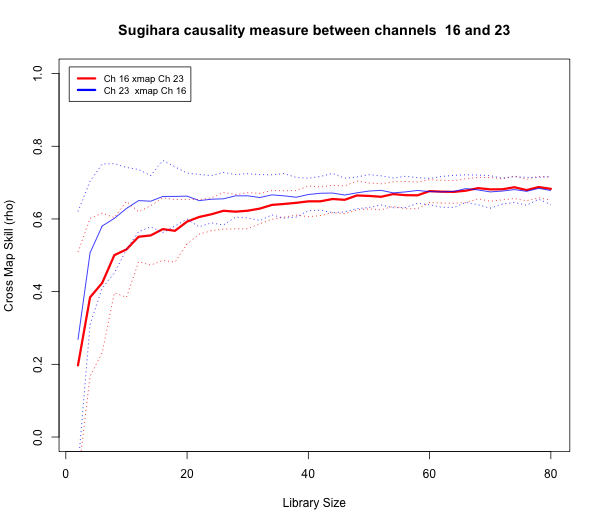 Sugihara causality measure between channels  16 and 23
Ch 16 xmap Ch 23
Ch 23  xmap Ch 16
Cross Map Skill (rho)
1.0
0.8
0.6
0.4
0.2
0.0
0 20 40 60 80
Library Size